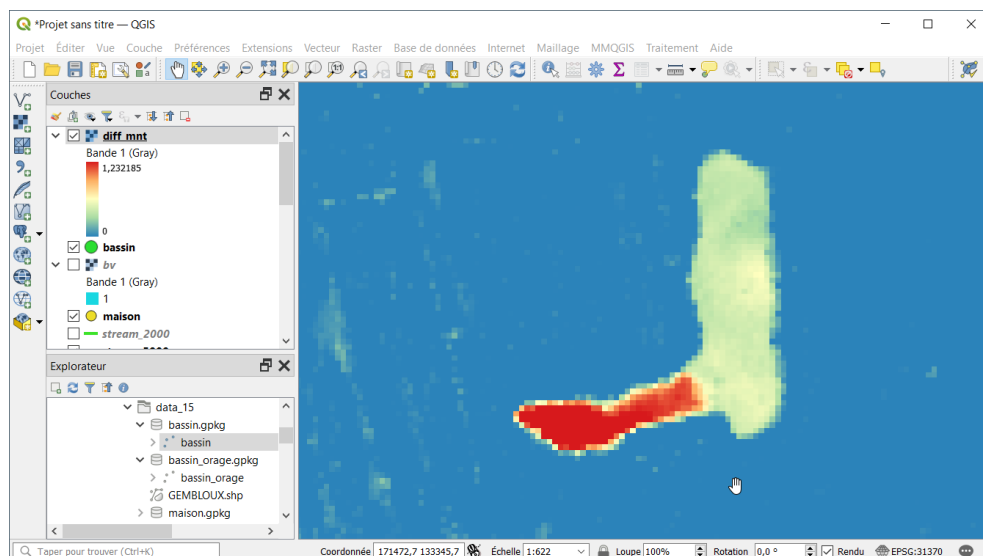 *Projet sans titre — QGIS
Projet Éditer Vue Couche Préférences Extensions Vecteur Raster Base de données Internet Maillage MMQGIS Traitement Aide
Couches
diff_mnt
Bande 1 (Gray)
1,232185
0
bassin
bv
Bande 1 (Gray)
1
maison
stream_2000
Explorateur
data_15
bassin.gpkg
bassin
bassin_orage.gpkg
bassin_orage
GEMBLOUX.shp
maison.gpkg
Taper pour trouver (Ctrl+K) Coordonnée 171472,7 133345,7 Échelle 1:622 Loupe 100% Rotation 0,0 ° Rendu EPSG:31370